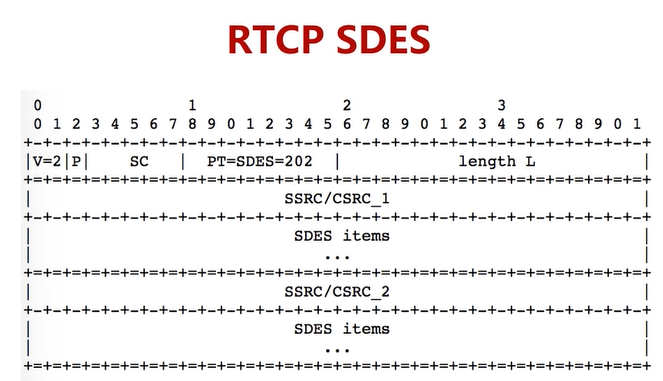 RTCP SDES
0                   1                   2                   3
0 1 2 3 4 5 6 7 8 9 0 1 2 3 4 5 6 7 8 9 0 1 2 3 4 5 6 7 8 9 0 1
+-+-+-+-+-+-+-+-+-+-+-+-+-+-+-+-+-+-+-+-+-+-+-+-+-+-+-+-+-+-+-+-+
|V=2|P|    SC   |  PT=SDES=202  |            length L           |
+=+=+=+=+=+=+=+=+=+=+=+=+=+=+=+=+=+=+=+=+=+=+=+=+=+=+=+=+=+=+=+=+
|                          SSRC/CSRC_1                          |
+-+-+-+-+-+-+-+-+-+-+-+-+-+-+-+-+-+-+-+-+-+-+-+-+-+-+-+-+-+-+-+-+
|                           SDES items                          |
|                              ...                              |
+=+=+=+=+=+=+=+=+=+=+=+=+=+=+=+=+=+=+=+=+=+=+=+=+=+=+=+=+=+=+=+=+
|                          SSRC/CSRC_2                          |
+-+-+-+-+-+-+-+-+-+-+-+-+-+-+-+-+-+-+-+-+-+-+-+-+-+-+-+-+-+-+-+-+
|                           SDES items                          |
|                              ...                              |
+=+=+=+=+=+=+=+=+=+=+=+=+=+=+=+=+=+=+=+=+=+=+=+=+=+=+=+=+=+=+=+=+